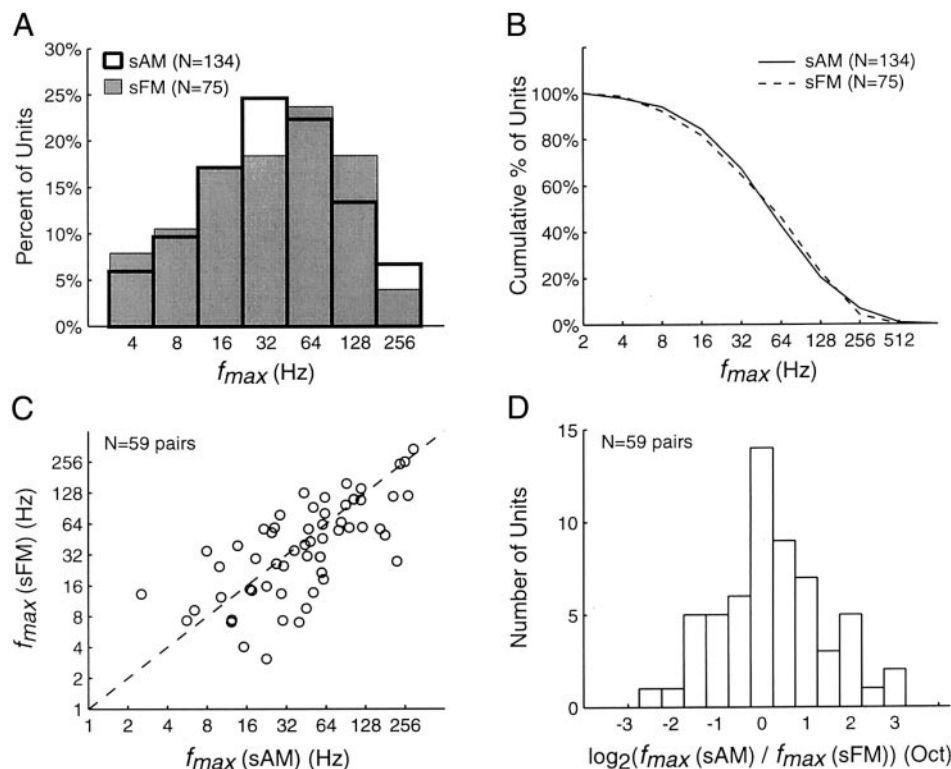 A
30%
25%
20%
15%
10%
5%
0%
Percent of Units
sAM (N=134)
sFM (N=75)
4 8 16 32 64 128 256
fmax (Hz)
B
100%
80%
60%
40%
20%
0%
Cumulative % of Units
sAM (N=134)
sFM (N=75)
2 4 8 16 32 64 128 256 512
fmax (Hz)
C
N=59 pairs
256
128
64
32
16
8
4
2
1
fmax (sFM) (Hz)
1 2 4 8 16 32 64 128 256
fmax (sAM) (Hz)
D
N=59 pairs
15
10
5
0
Number of Units
-3 -2 -1 0 1 2 3
log2(fmax (sAM) / fmax (sFM)) (Oct)